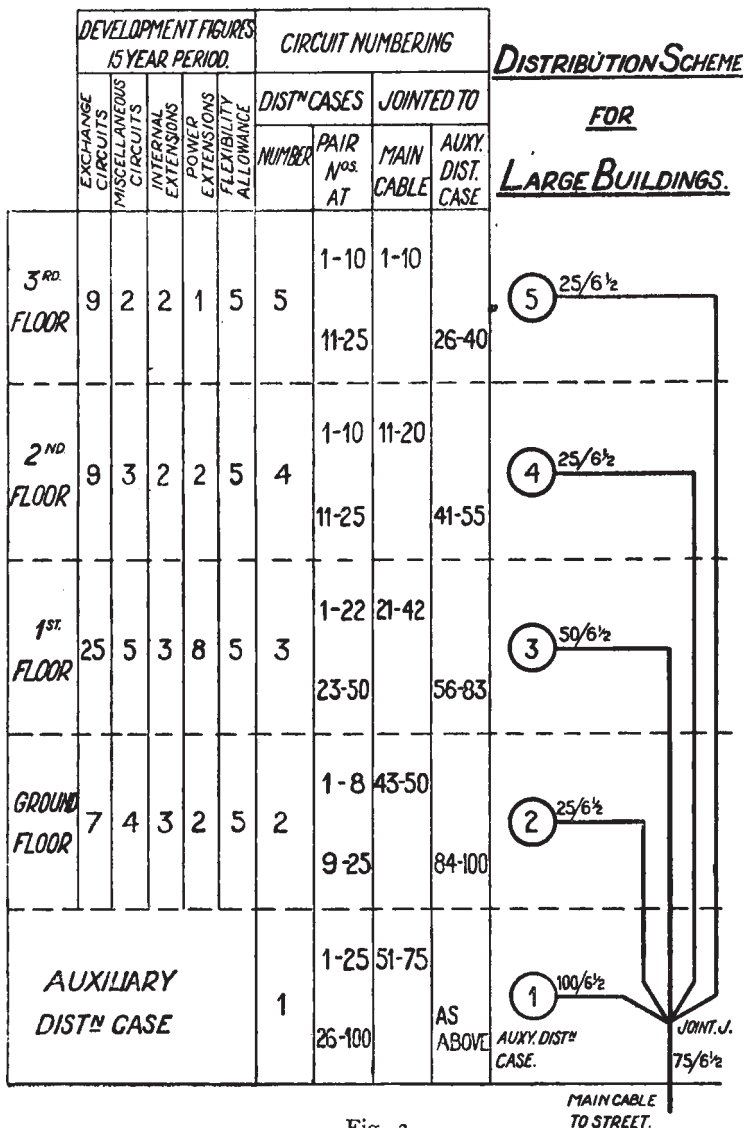 DEVELOPMENT FIGURES
15 YEAR PERIOD.
CIRCUIT NUMBERING
DISTRIBUTION SCHEME
FOR
LARGE BUILDINGS.
DISTN CASES
JOINTED TO
EXCHANGE CIRCUITS
MISCELLANEOUS CIRCUITS
INTERNAL EXTENSIONS
POWER EXTENSIONS
FLEXIBILITY ALLOWANCE
NUMBER
PAIR NOS. AT
MAIN CABLE
AUXY. DIST. CASE
3RD. FLOOR
9 2 2 1 5 5
1-10 1-10
11-25 26-40
5 25/6½
2ND FLOOR
9 3 2 2 5 4
1-10 11-20
11-25 41-55
4 25/6½
1ST. FLOOR
25 5 3 8 5 3
1-22 21-42
23-50 56-83
3 50/6½
GROUND FLOOR
7 4 3 2 5 2
1-8 43-50
9-25 84-100
2 25/6½
AUXILIARY
DISTN CASE
1
1-25 51-75
26-100 AS ABOVE
1 100/6½
AUXY. DISTN
CASE.
JOINT. J.
75/6½
MAIN CABLE
TO STREET.